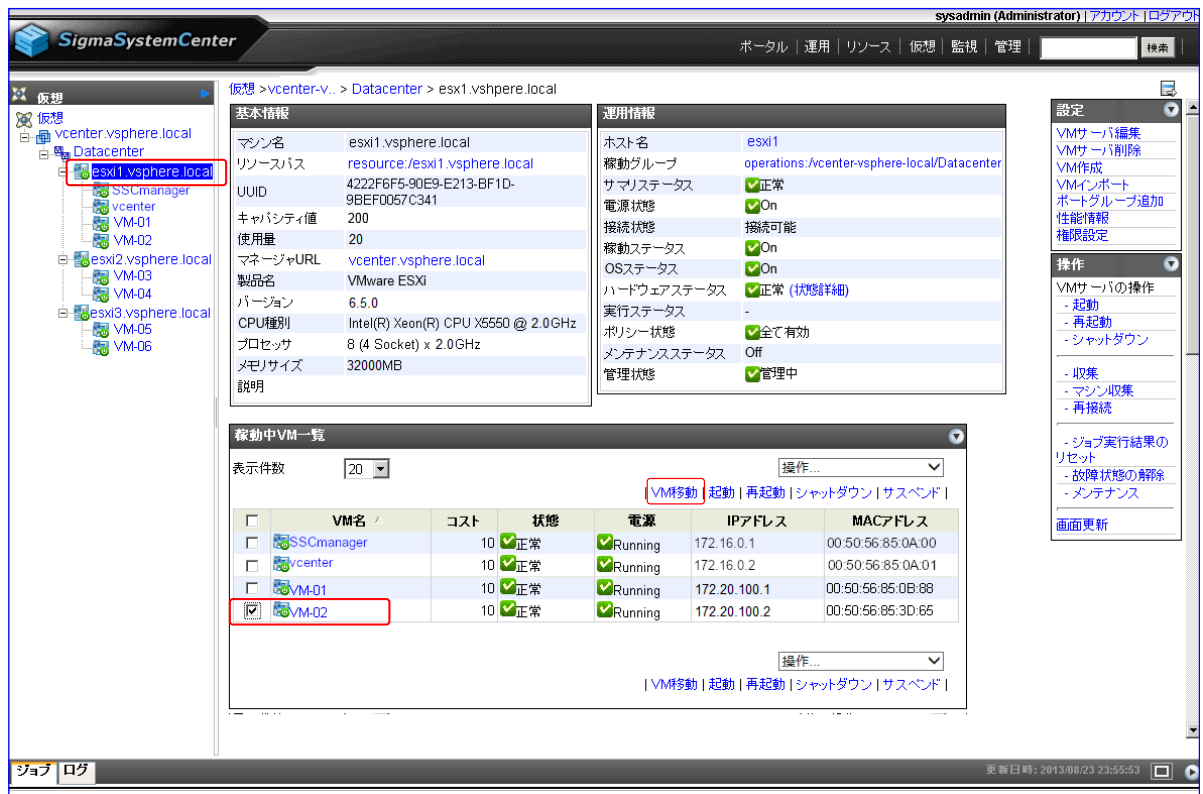 sysadmin (Administrator) | アカウント | ログアウト
SigmaSystemCenter
ポータル | 運用 | リソース | 仮想 | 監視 | 管理 | 検索
仮想
仮想
vcenter.vsphere.local
Datacenter
esxi1.vsphere.local
SSCmanager
vcenter
VM-01
VM-02
esxi2.vsphere.local
VM-03
VM-04
esxi3.vsphere.local
VM-05
VM-06
仮想 >vcenter-v.. > Datacenter > esx1.vshpere.local
基本情報
マシン名 esxi1.vsphere.local
リソースパス resource:/esxi1.vsphere.local
UUID 4222F6F5-90E9-E213-BF1D-
9BEF0057C341
キャパシティ値 200
使用量 20
マネージャURL vcenter.vsphere.local
製品名 VMware ESXi
バージョン 6.5.0
CPU種別 Intel(R) Xeon(R) CPU X5550 @ 2.0GHz
プロセッサ 8 (4 Socket) x 2.0GHz
メモリサイズ 32000MB
説明
運用情報
ホスト名 esxi1
稼動グループ operations:/vcenter-vsphere-local/Datacenter
サマリステータス 正常
電源状態 On
接続状態 接続可能
稼動ステータス On
OSステータス On
ハードウェアステータス 正常 (状態詳細)
実行ステータス -
ポリシー状態 全て有効
メンテナンスステータス Off
管理状態 管理中
稼動中VM一覧
表示件数 20 操作...
| VM移動 | 起動 | 再起動 | シャットダウン | サスペンド |
VM名 コスト 状態 電源 IPアドレス MACアドレス
SSCmanager 10 正常 Running 172.16.0.1 00:50:56:85:0A:00
vcenter 10 正常 Running 172.16.0.2 00:50:56:85:0A:01
VM-01 10 正常 Running 172.20.100.1 00:50:56:85:0B:88
VM-02 10 正常 Running 172.20.100.2 00:50:56:85:3D:65
操作...
| VM移動 | 起動 | 再起動 | シャットダウン | サスペンド |
設定
VMサーバ編集
VMサーバ削除
VM作成
VMインポート
ポートグループ追加
性能情報
権限設定
操作
VMサーバの操作
- 起動
- 再起動
- シャットダウン
- 収集
- マシン収集
- 再接続
- ジョブ実行結果の
リセット
- 故障状態の解除
- メンテナンス
画面更新
ジョブ ログ
更新日時: 2013/08/23 23:55:53